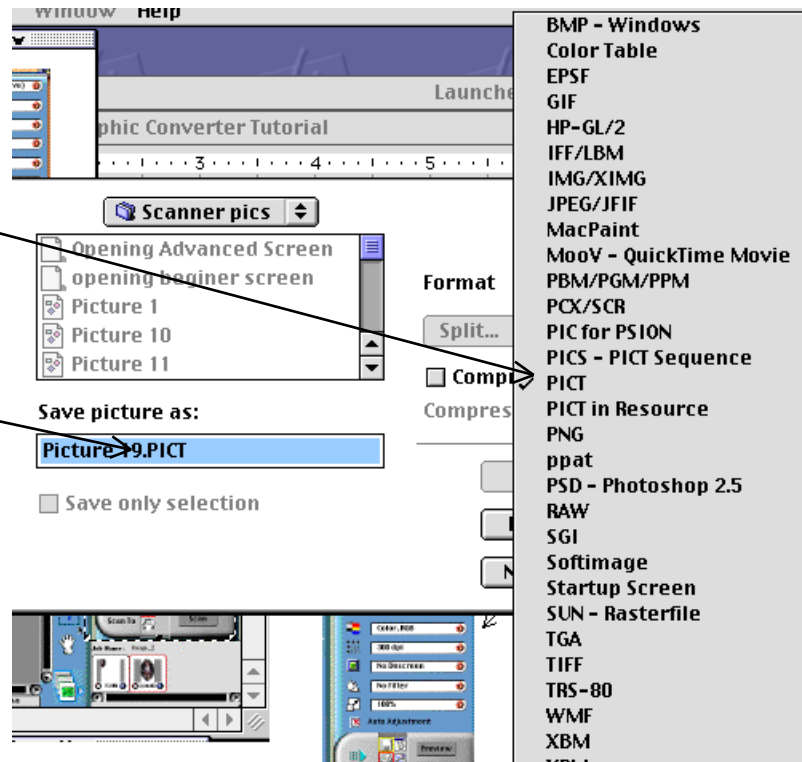 Window Help
Launche
phic Converter Tutorial
3 4 5
Scanner pics
Opening Advanced Screen
opening beginer screen
Picture 1
Picture 10
Picture 11
Save picture as:
Picture 19.PICT
Save only selection
Format
Split...
Compr
Compres
N
BMP - Windows
Color Table
EPSF
GIF
HP-GL/2
IFF/LBM
IMG/XIMG
JPEG/JFIF
MacPaint
MooV - QuickTime Movie
PBM/PGM/PPM
PCX/SCR
PIC for PSION
PICS - PICT Sequence
PICT
PICT in Resource
PNG
ppat
PSD - Photoshop 2.5
RAW
SGI
Softimage
Startup Screen
SUN - Rasterfile
TGA
TIFF
TRS-80
WMF
XBM
Scan To
Scan
Color, RGB
300 dpi
No Descreen
No Filter
100%
Auto Adjustment
Preview